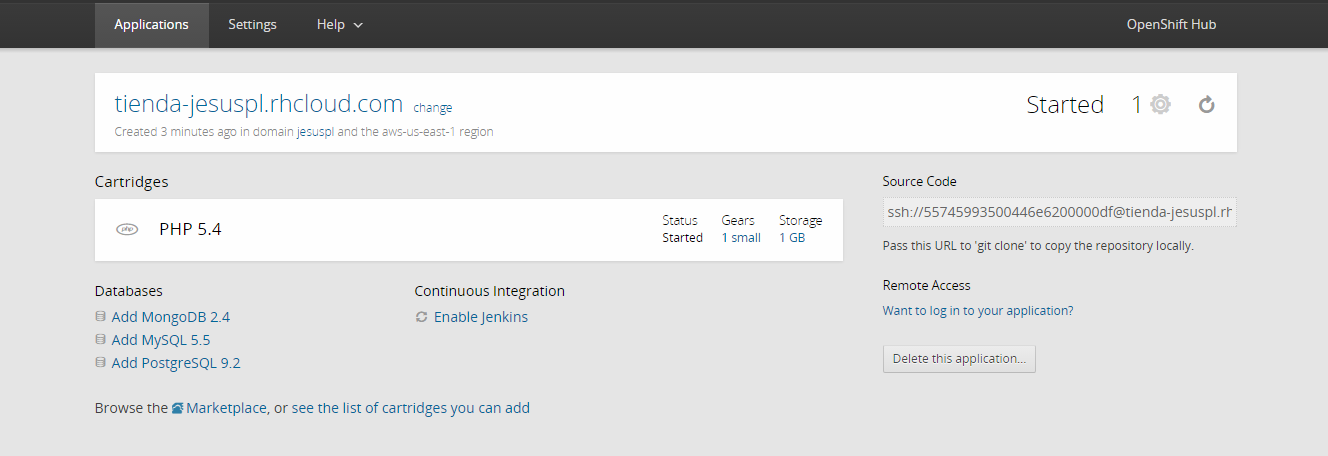 Applications Settings Help OpenShift Hub
tienda-jesuspl.rhcloud.com change Started 1
Created 3 minutes ago in domain jesuspl and the aws-us-east-1 region
Cartridges
php PHP 5.4
Status Gears Storage
Started 1 small 1 GB
Databases
Add MongoDB 2.4
Add MySQL 5.5
Add PostgreSQL 9.2
Continuous Integration
Enable Jenkins
Browse the Marketplace, or see the list of cartridges you can add
Source Code
ssh://55745993500446e6200000df@tienda-jesuspl.rh
Pass this URL to 'git clone' to copy the repository locally.
Remote Access
Want to log in to your application?
Delete this application...